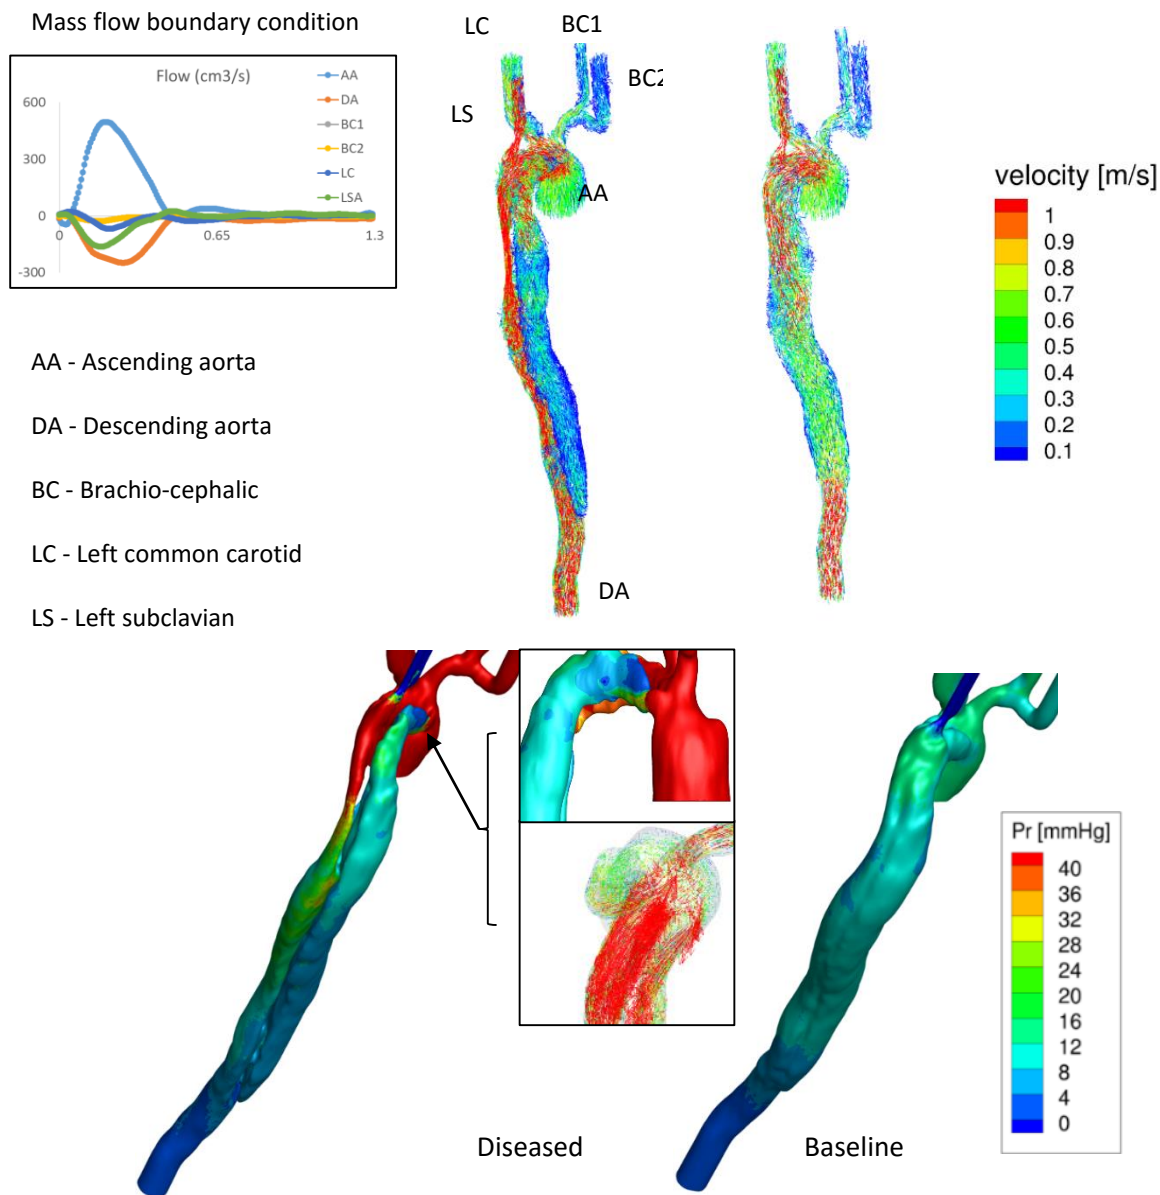 Mass flow boundary condition
Flow (cm3/s)
600
300
0
-300
0
0.65
1.3
AA
DA
BC1
BC2
LC
LSA
AA - Ascending aorta
DA - Descending aorta
BC - Brachio-cephalic
LC - Left common carotid
LS - Left subclavian
LC
BC1
BC2
LS
AA
DA
velocity [m/s]
1
0.9
0.8
0.7
0.6
0.5
0.4
0.3
0.2
0.1
Pr [mmHg]
40
36
32
28
24
20
16
12
8
4
0
Diseased
Baseline